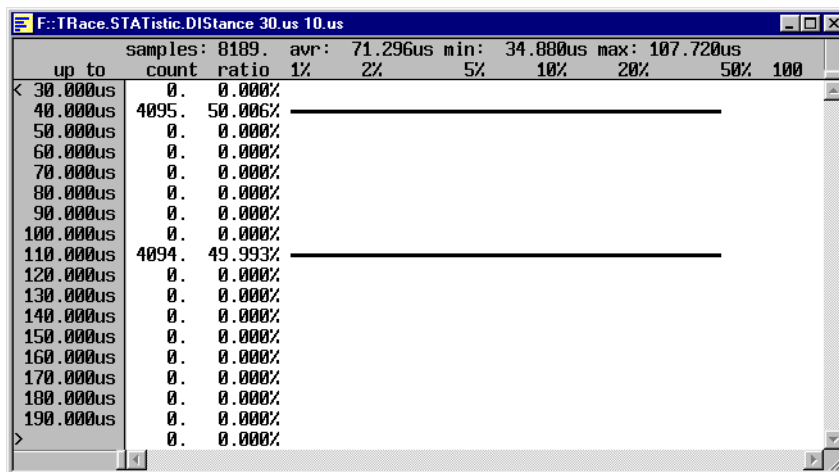 F::TRace.STATistic.DIStance 30.us 10.us
samples: 8189. avr: 71.296us min: 34.880us max: 107.720us
up to count ratio 1% 2% 5% 10% 20% 50% 100
< 30.000us 0. 0.000%
40.000us 4095. 50.006%
50.000us 0. 0.000%
60.000us 0. 0.000%
70.000us 0. 0.000%
80.000us 0. 0.000%
90.000us 0. 0.000%
100.000us 0. 0.000%
110.000us 4094. 49.993%
120.000us 0. 0.000%
130.000us 0. 0.000%
140.000us 0. 0.000%
150.000us 0. 0.000%
160.000us 0. 0.000%
170.000us 0. 0.000%
180.000us 0. 0.000%
190.000us 0. 0.000%
> 0. 0.000%